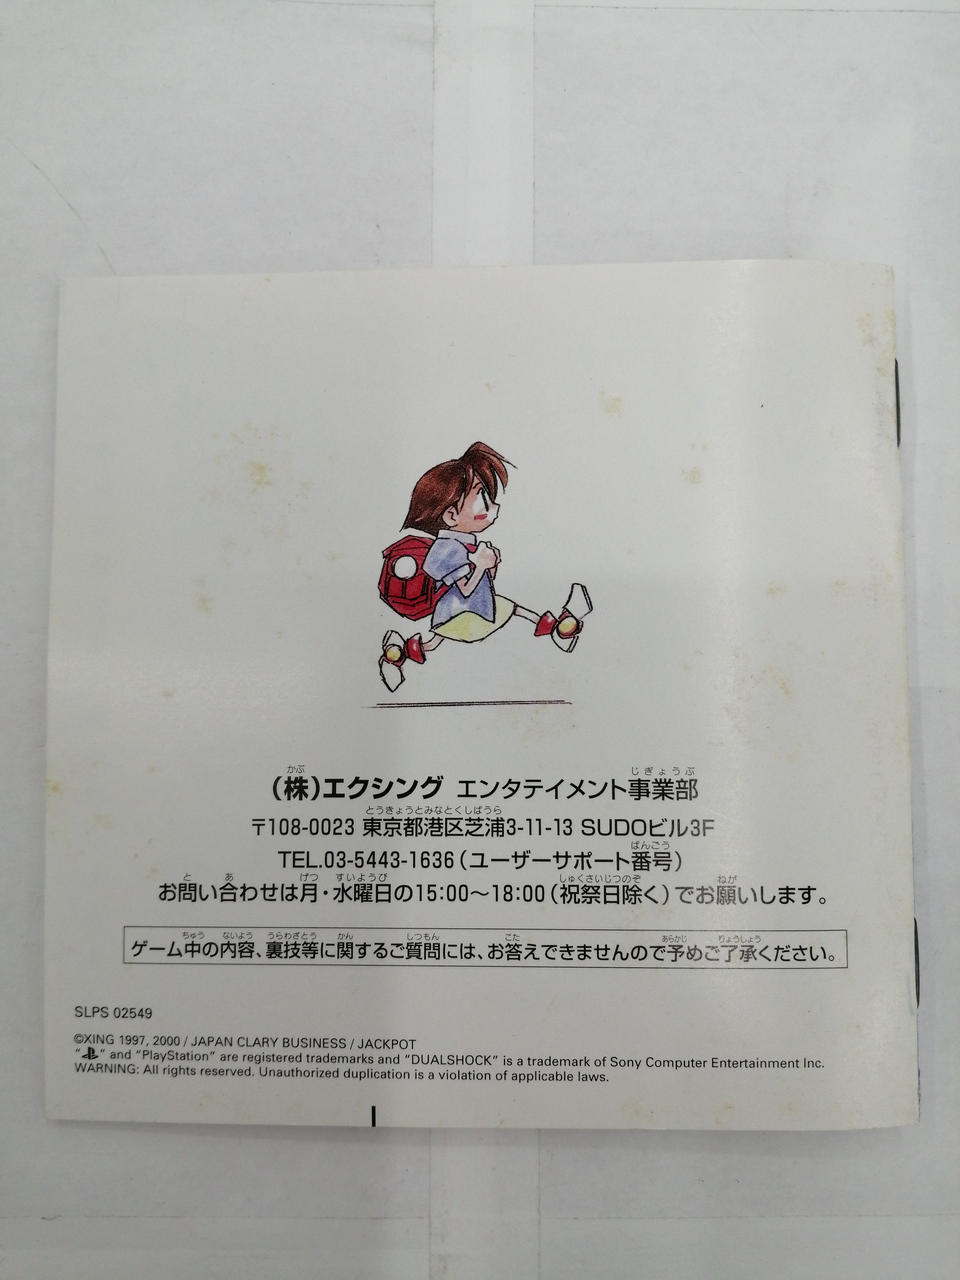 (株)エクシング エンタテイメント事業部
〒108-0023 東京都港区芝浦3-11-13 SUDOビル3F
TEL.03-5443-1636(ユーザーサポート番号)
お問い合わせは月・水曜日の15:00〜18:00(祝祭日除く)でお願いします。
ゲーム中の内容、裏技等に関するご質問には、お答えできませんので予めご了承ください。
SLPS 02549
©XING 1997, 2000 / JAPAN CLARY BUSINESS / JACKPOT
" " and "PlayStation" are registered trademarks and "DUALSHOCK" is a trademark of Sony Computer Entertainment Inc.
WARNING: All rights reserved. Unauthorized duplication is a violation of applicable laws.